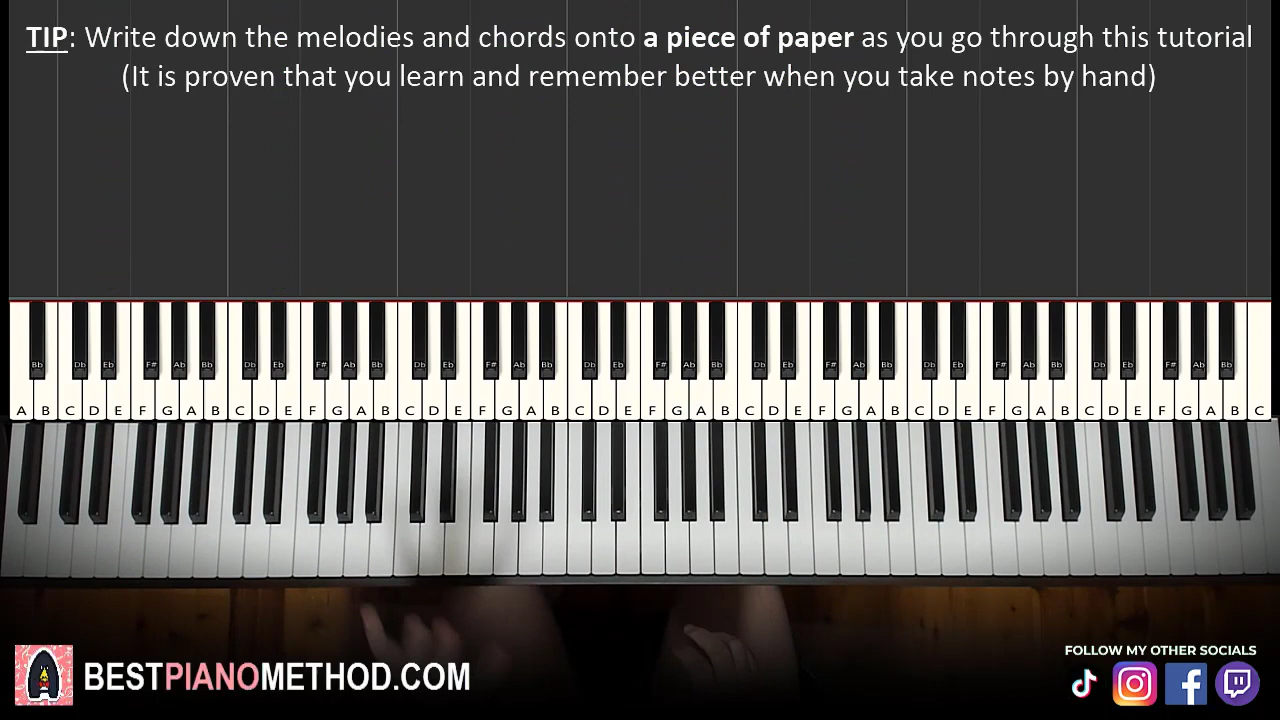 TIP: Write down the melodies and chords onto a piece of paper as you go through this tutorial
(It is proven that you learn and remember better when you take notes by hand)
Bb Db Eb F# Ab Bb Db Eb F# Ab Bb Db Eb F# Ab Bb Db Eb F# Ab Bb Db Eb F# Ab Bb Db Eb F# Ab Bb Db Eb F# Ab Bb
A B C D E F G A B C D E F G A B C D E F G A B C D E F G A B C D E F G A B C D E F G A B C D E F G A B C
BESTPIANOMETHOD.COM
FOLLOW MY OTHER SOCIALS